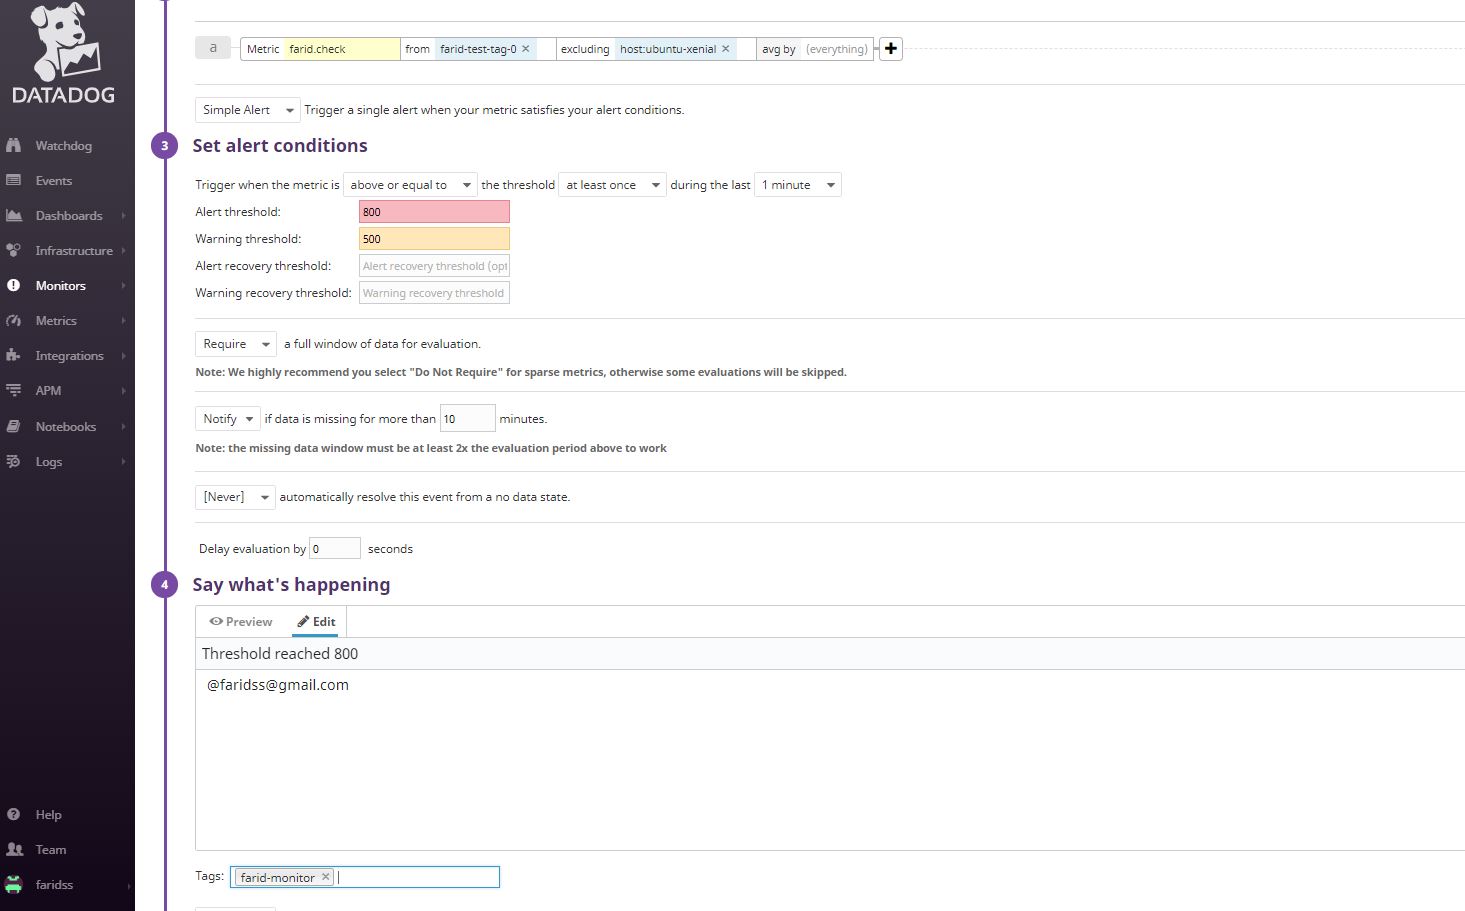 DATADOG
Watchdog
Events
Dashboards
Infrastructure
Monitors
Metrics
Integrations
APM
Notebooks
Logs
Help
Team
faridss
a Metric farid.check from farid-test-tag-0 × excluding host:ubuntu-xenial × avg by (everything) +
Simple Alert Trigger a single alert when your metric satisfies your alert conditions.
3 Set alert conditions
Trigger when the metric is above or equal to the threshold at least once during the last 1 minute
Alert threshold: 800
Warning threshold: 500
Alert recovery threshold: Alert recovery threshold (opt
Warning recovery threshold: Warning recovery threshold
Require a full window of data for evaluation.
Note: We highly recommend you select "Do Not Require" for sparse metrics, otherwise some evaluations will be skipped.
Notify if data is missing for more than 10 minutes.
Note: the missing data window must be at least 2x the evaluation period above to work
[Never] automatically resolve this event from a no data state.
Delay evaluation by 0 seconds
4 Say what's happening
Preview Edit
Threshold reached 800
@faridss@gmail.com
Tags: farid-monitor ×